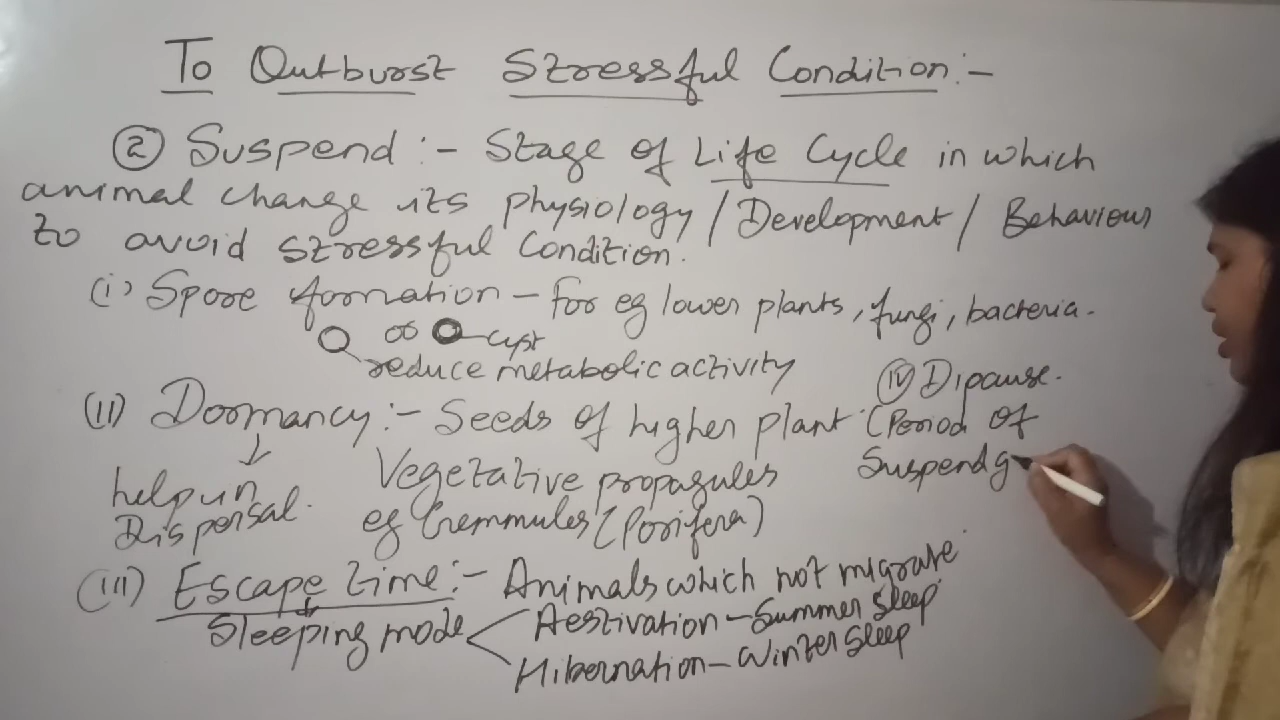 To Outburst Stressful Condition:-
② Suspend :- Stage of Life Cycle in which
animal change its physiology / Development / Behaviour
to avoid stressful Condition.
(i) Spore formation - For eg lower plants, fungi, bacteria.
or cyst
reduce metabolic activity
(ii) Dormancy :- Seeds of higher plant
Vegetative propagules
eg Gemmules (Porifera)
help in
Dispersal.
(iii) Escape time :- Animals which not migrate
Sleeping mode
Aestivation - Summer sleep
Hibernation - Winter sleep
(iv) Dipause.
(Period of
Suspend g